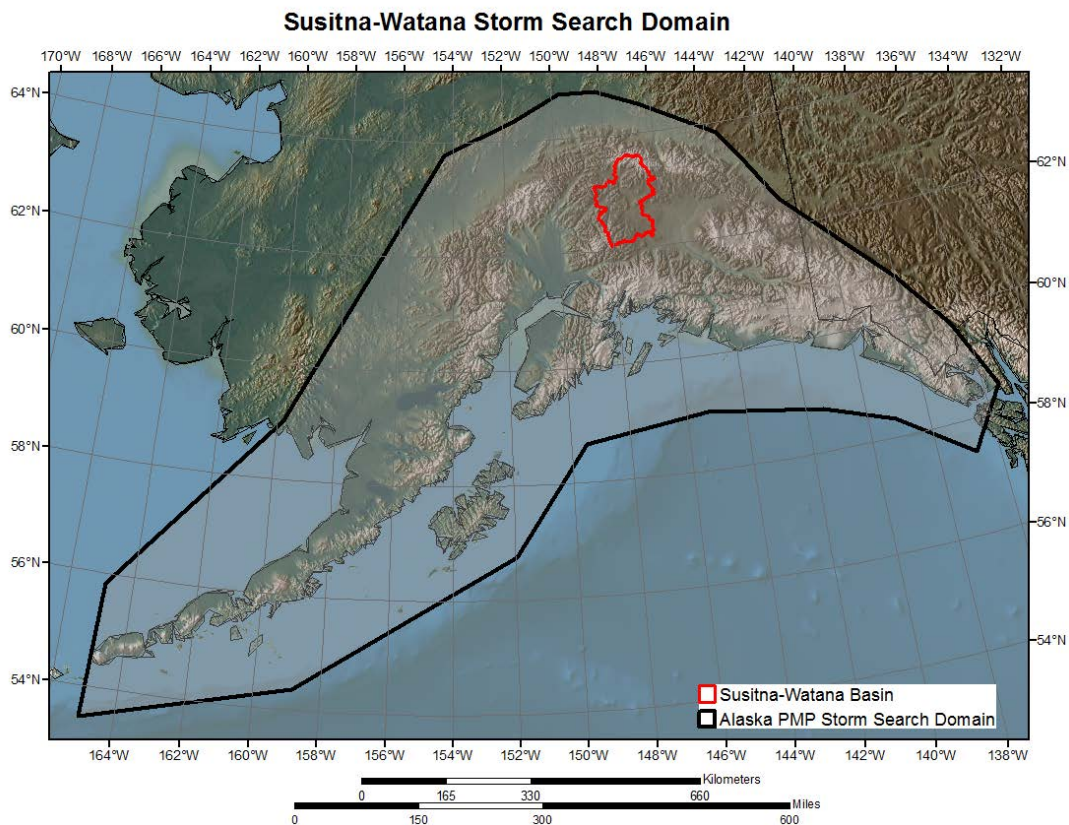 Susitna-Watana Storm Search Domain
170°W 168°W 166°W 164°W 162°W 160°W 158°W 156°W 154°W 152°W 150°W 148°W 146°W 144°W 142°W 140°W 138°W 136°W 134°W 132°W
64°N
62°N
62°N
60°N
60°N
58°N
58°N
56°N
56°N
54°N
54°N
Susitna-Watana Basin
Alaska PMP Storm Search Domain
164°W 162°W 160°W 158°W 156°W 154°W 152°W 150°W 148°W 146°W 144°W 142°W 140°W 138°W
Kilometers
0 165 330 660
Miles
0 150 300 600